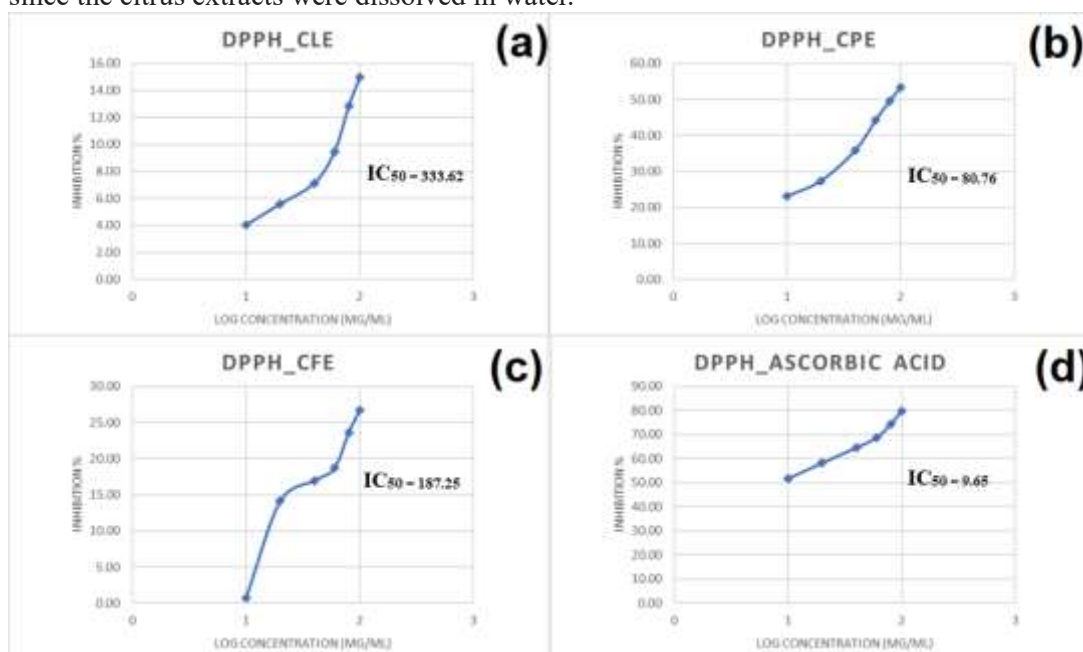 since the citrus extracts were dissolved in water.
DPPH_CLE
(a)
16.00
14.00
12.00
10.00
8.00
6.00
4.00
2.00
0.00
INHIBITION %
IC50 = 333.62
0 1 2 3
LOG CONCENTRATION (MG/ML)
DPPH_CPE
(b)
60.00
50.00
40.00
30.00
20.00
10.00
0.00
INHIBITION %
IC50 = 80.76
0 1 2 3
LOG CONCENTRATION (MG/ML)
DPPH_CFE
(c)
30.00
25.00
20.00
15.00
10.00
5.00
0.00
INHIBITION %
IC50 = 187.25
0 1 2 3
LOG CONCENTRATION (MG/ML)
DPPH_ASCORBIC ACID
(d)
90.00
80.00
70.00
60.00
50.00
40.00
30.00
20.00
10.00
0.00
INHIBITION %
IC50 = 9.65
0 1 2 3
LOG CONCENTRATION (MG/ML)